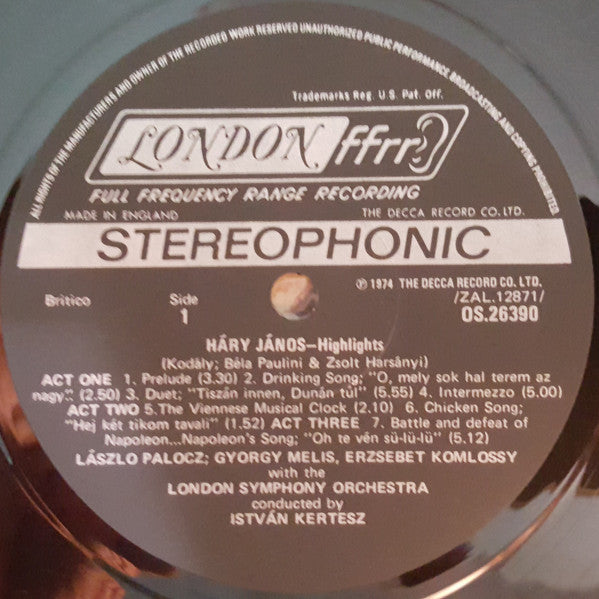 ALL RIGHTS OF THE MANUFACTURERS AND OWNER OF THE RECORDED WORK RESERVED UNAUTHORIZED PUBLIC PERFORMANCE BROADCASTING AND COPYING PROHIBITED.
Trademarks Reg. U.S. Pat. Off.
LONDON ffrr
FULL FREQUENCY RANGE RECORDING
MADE IN ENGLAND THE DECCA RECORD CO. LTD.
STEREOPHONIC
℗ 1974 THE DECCA RECORD CO. LTD.
Britico Side /ZAL.12871/
1 OS.26390
HÁRY JÁNOS—Highlights
(Kodály; Béla Paulini & Zsolt Harsányi)
ACT ONE 1. Prelude (3.30) 2. Drinking Song; "O, mely sok hal terem az
nagy": (2.50) 3. Duet; "Tiszán innen, Dunán túl" (5.55) 4. Intermezzo (5.00)
ACT TWO 5.The Viennese Musical Clock (2.10) 6. Chicken Song;
"Hej két tikom tavali" (1.52) ACT THREE 7. Battle and defeat of
Napoleon...Napoleon's Song; "Oh te vén sü-lü-lü" (5.12)
LÁSZLO PALOCZ; GYORGY MELIS, ERZSEBET KOMLOSSY
with the
LONDON SYMPHONY ORCHESTRA
conducted by
ISTVÁN KERTESZ